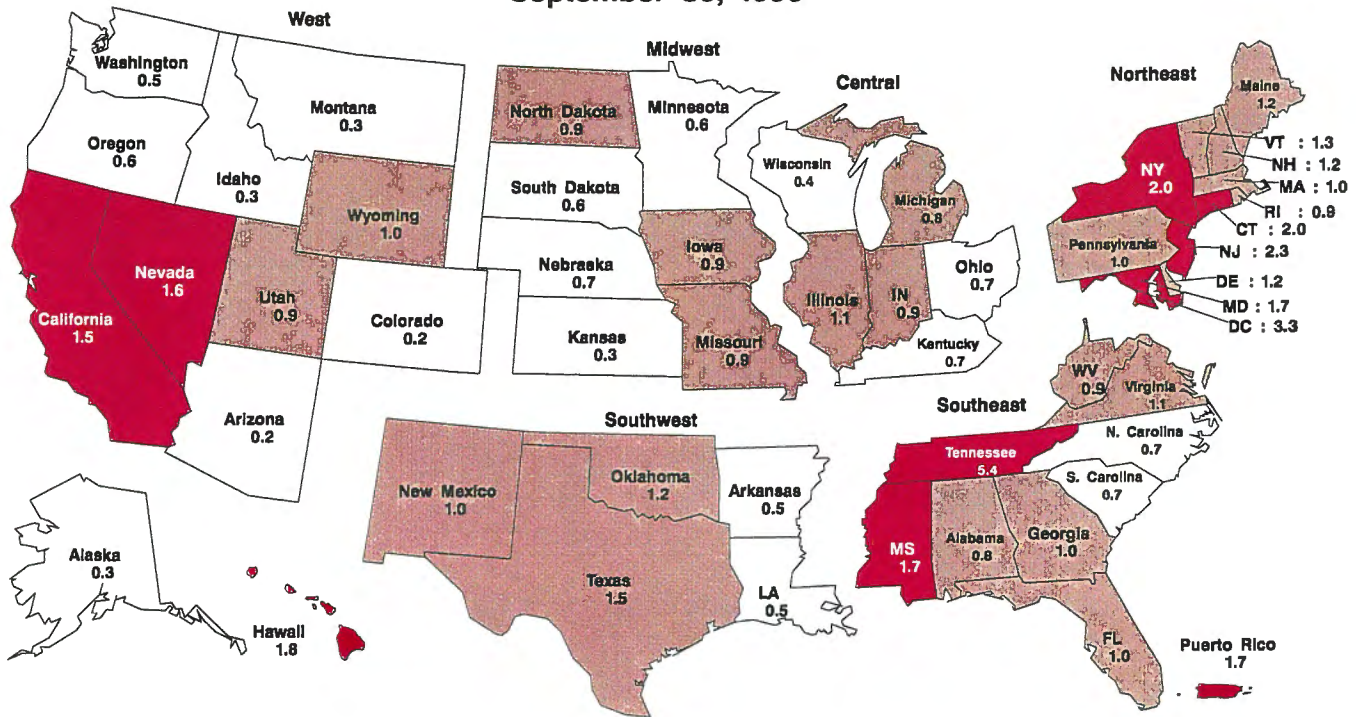 West
Washington
0.5
Oregon
0.6
Idaho
0.3
Montana
0.3
Wyoming
1.0
Nevada
1.6
California
1.5
Utah
0.9
Colorado
0.2
Arizona
0.2
Alaska
0.3
Hawaii
Midwest
North Dakota
0.9
Minnesota
0.6
South Dakota
0.6
Nebraska
0.7
Iowa
0.9
Kansas
0.3
Missouri
Central
Wisconsin
0.4
Michigan
0.8
Illinois
1.1
IN
0.9
Ohio
0.7
Kentucky
0.7
Northeast
Maine
1.2
VT : 1.3
NH : 1.2
MA : 1.0
RI : 0.9
CT : 2.0
NJ : 2.3
DE : 1.2
MD : 1.7
DC : 3.3
NY
2.0
Pennsylvania
1.0
Southwest
New Mexico
1.0
Oklahoma
1.2
Texas
1.5
Arkansas
0.5
LA
0.5
Southeast
WV
0.9
Virginia
1.1
N. Carolina
0.7
S. Carolina
0.7
Tennessee
5.4
MS
1.7
Alabama
0.8
Georgia
1.0
FL
1.0
Puerto Rico
1.7